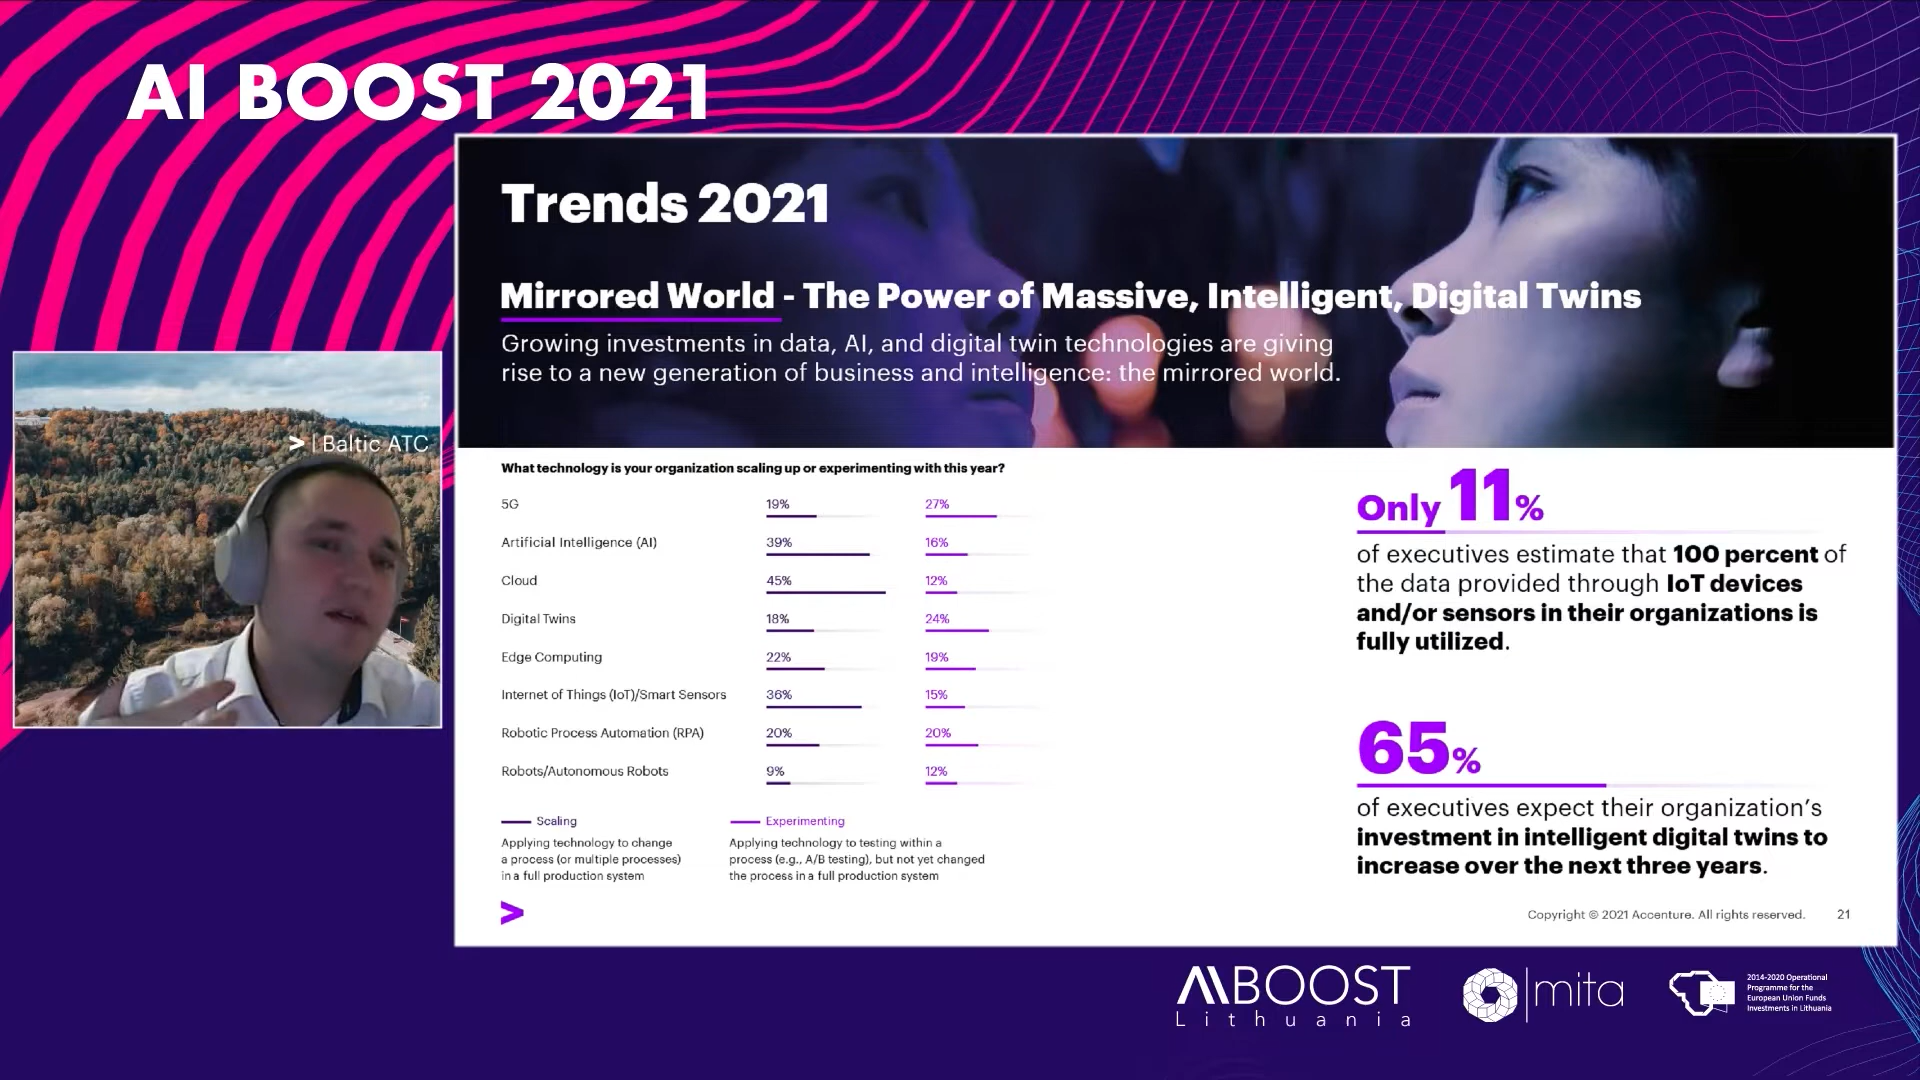 AI BOOST 2021
Trends 2021
Mirrored World - The Power of Massive, Intelligent, Digital Twins
Growing investments in data, AI, and digital twin technologies are giving
rise to a new generation of business and intelligence: the mirrored world.
> | Baltic ATC
What technology is your organization scaling up or experimenting with this year?
5G 19% 27%
Artificial Intelligence (AI) 39% 16%
Cloud 45% 12%
Digital Twins 18% 24%
Edge Computing 22% 19%
Internet of Things (IoT)/Smart Sensors 36% 15%
Robotic Process Automation (RPA) 20% 20%
Robots/Autonomous Robots 9% 12%
Scaling
Applying technology to change
a process (or multiple processes)
in a full production system
Experimenting
Applying technology to testing within a
process (e.g., A/B testing), but not yet changed
the process in a full production system
Only 11%
of executives estimate that 100 percent of
the data provided through IoT devices
and/or sensors in their organizations is
fully utilized.
65%
of executives expect their organization's
investment in intelligent digital twins to
increase over the next three years.
>
Copyright © 2021 Accenture. All rights reserved. 21
AI BOOST
Lithuania
mita
2014-2020 Operational
Programme for the
European Union Funds
Investments in Lithuania